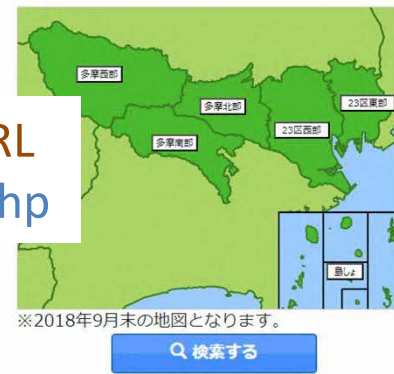 多摩西部
多摩北部
23区東部
23区西部
多摩南部
RL
hp
島しょ
※2018年9月末の地図となります。
検索する